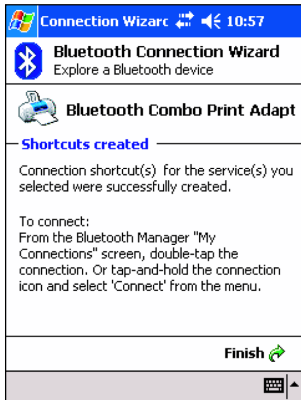 Connection Wizarc 10:57
Bluetooth Connection Wizard
Explore a Bluetooth device
Bluetooth Combo Print Adapt
Shortcuts created
Connection shortcut(s) for the service(s) you
selected were successfully created.
To connect:
From the Bluetooth Manager "My
Connections" screen, double-tap the
connection. Or tap-and-hold the connection
icon and select 'Connect' from the menu.
Finish